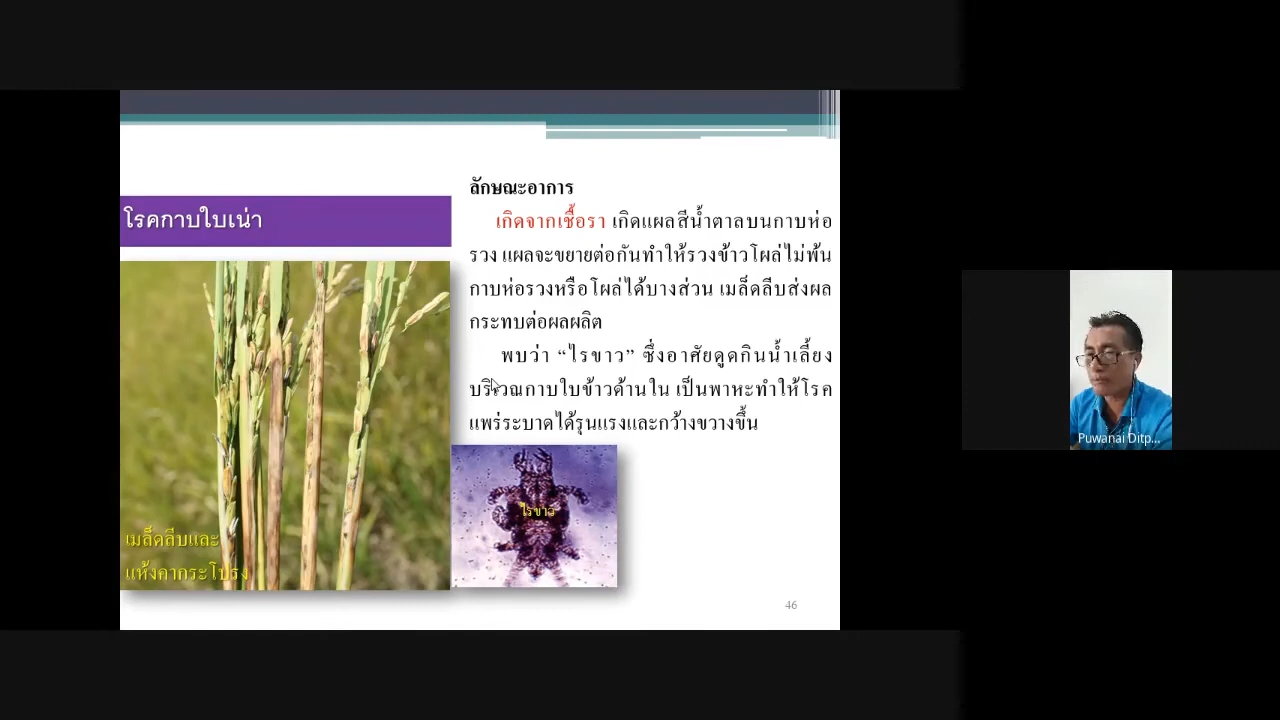 โรคกาบใบเน่า
ลักษณะอาการ
เกิดจากเชื้อรา เกิดแผลสีน้ำตาลบนกาบห่อ
รวง แผลจะขยายต่อกันทำให้รวงข้าวโผล่ไม่พ้น
กาบห่อรวงหรือโผล่ได้บางส่วน เมล็ดลีบส่งผล
กระทบต่อผลผลิต
พบว่า “ไรขาว” ซึ่งอาศัยดูดกินน้ำเลี้ยง
บริเวณกาบใบข้าวด้านใน เป็นพาหะทำให้โรค
แพร่ระบาดได้รุนแรงและกว้างขวางขึ้น
เมล็ดลีบและ
แห้งคากระโปรง
ไรขาว
46
Puwanai Ditp...